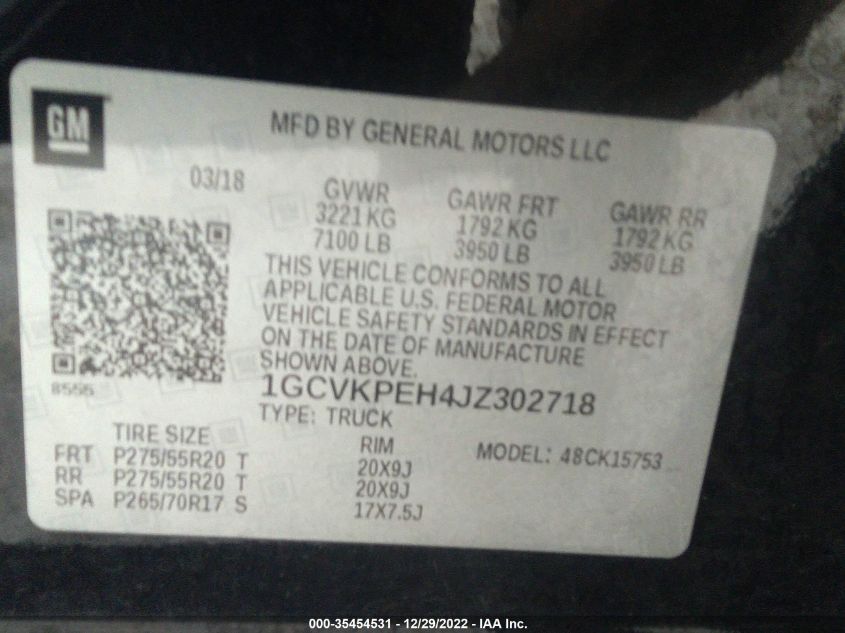 GM
MFD BY GENERAL MOTORS LLC
03/18
GVWR
3221 KG
7100 LB
GAWR FRT
1792 KG
3950 LB
GAWR RR
1792 KG
3950 LB
THIS VEHICLE CONFORMS TO ALL
APPLICABLE U.S. FEDERAL MOTOR
VEHICLE SAFETY STANDARDS IN EFFECT
ON THE DATE OF MANUFACTURE
SHOWN ABOVE.
8556
1GCVKPEH4JZ302718
TYPE: TRUCK
TIRE SIZE RIM MODEL: 48CK15753
FRT P275/55R20 T 20X9J
RR P275/55R20 T 20X9J
SPA P265/70R17 S 17X7.5J
000-35454531 - 12/29/2022 - IAA Inc.